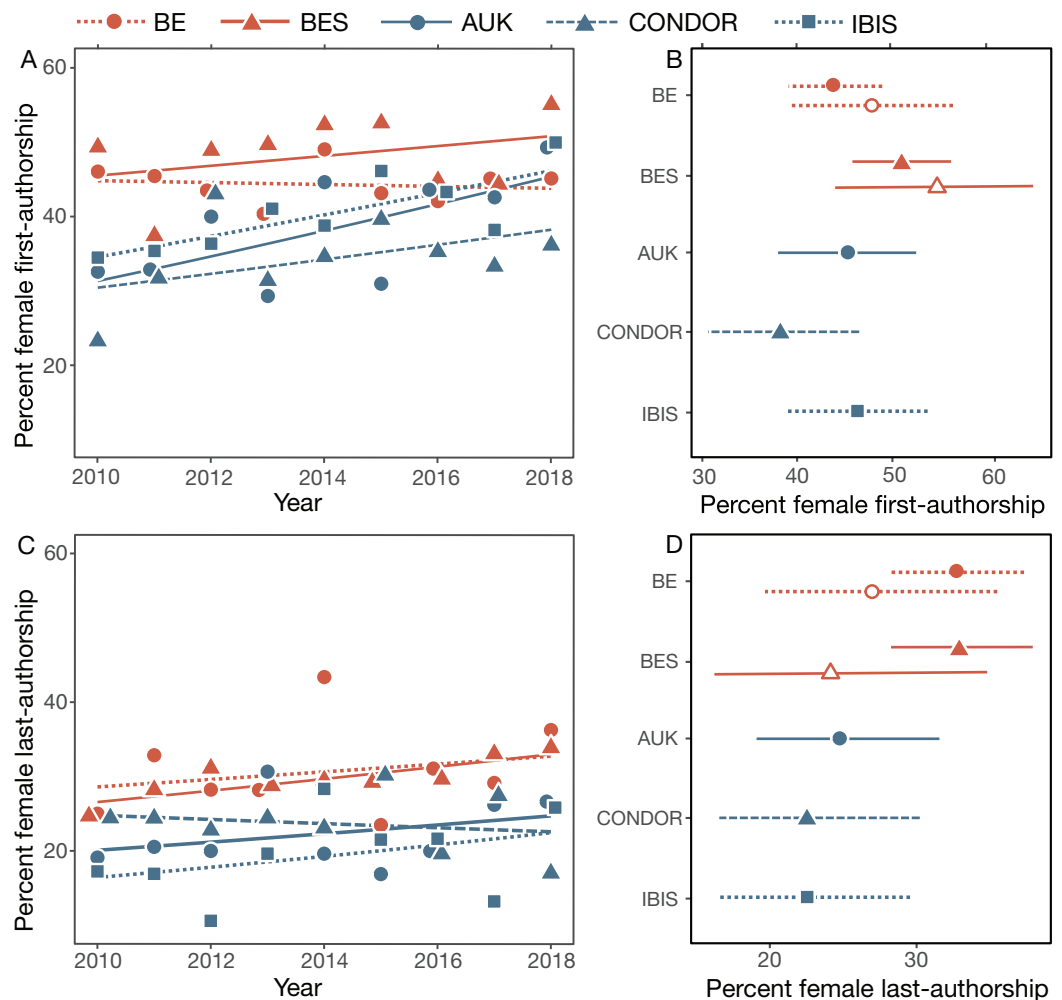 BE BES AUK CONDOR IBIS
A
60
40
20
Percent female first-authorship
2010 2012 2014 2016 2018
Year
B
BE
BES
AUK
CONDOR
IBIS
30 40 50 60
Percent female first-authorship
C
60
40
20
Percent female last-authorship
2010 2012 2014 2016 2018
Year
D
BE
BES
AUK
CONDOR
IBIS
20 30
Percent female last-authorship